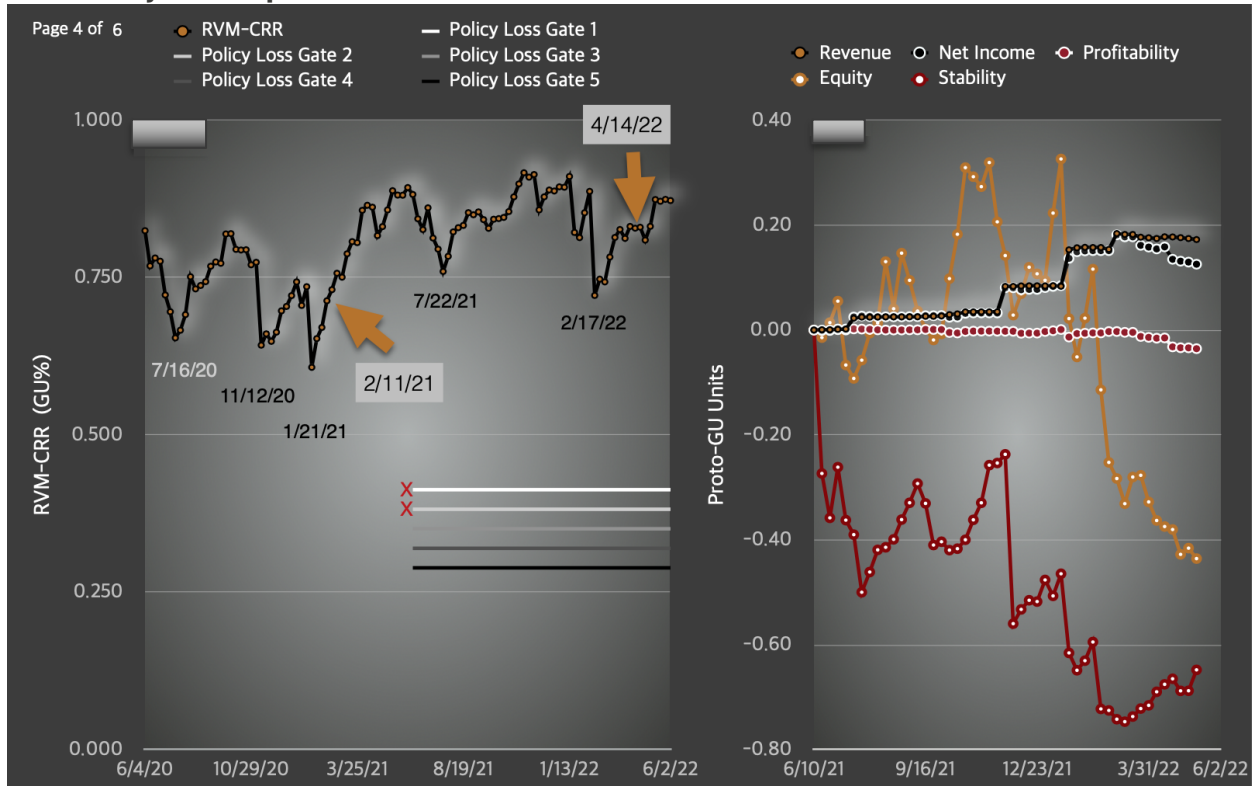 Page 4 of 6
RVM-CRR
Policy Loss Gate 1
Policy Loss Gate 2
Policy Loss Gate 3
Policy Loss Gate 4
Policy Loss Gate 5
1.000
0.750
0.500
0.250
0.000
RVM-CRR (GU%)
7/16/20
11/12/20
1/21/21
2/11/21
7/22/21
2/17/22
4/14/22
X
X
6/4/20
10/29/20
3/25/21
8/19/21
1/13/22
6/2/22
Revenue
Net Income
Profitability
Equity
Stability
0.40
0.20
0.00
-0.20
-0.40
-0.60
-0.80
Proto-GU Units
6/10/21
9/16/21
12/23/21
3/31/22
6/2/22